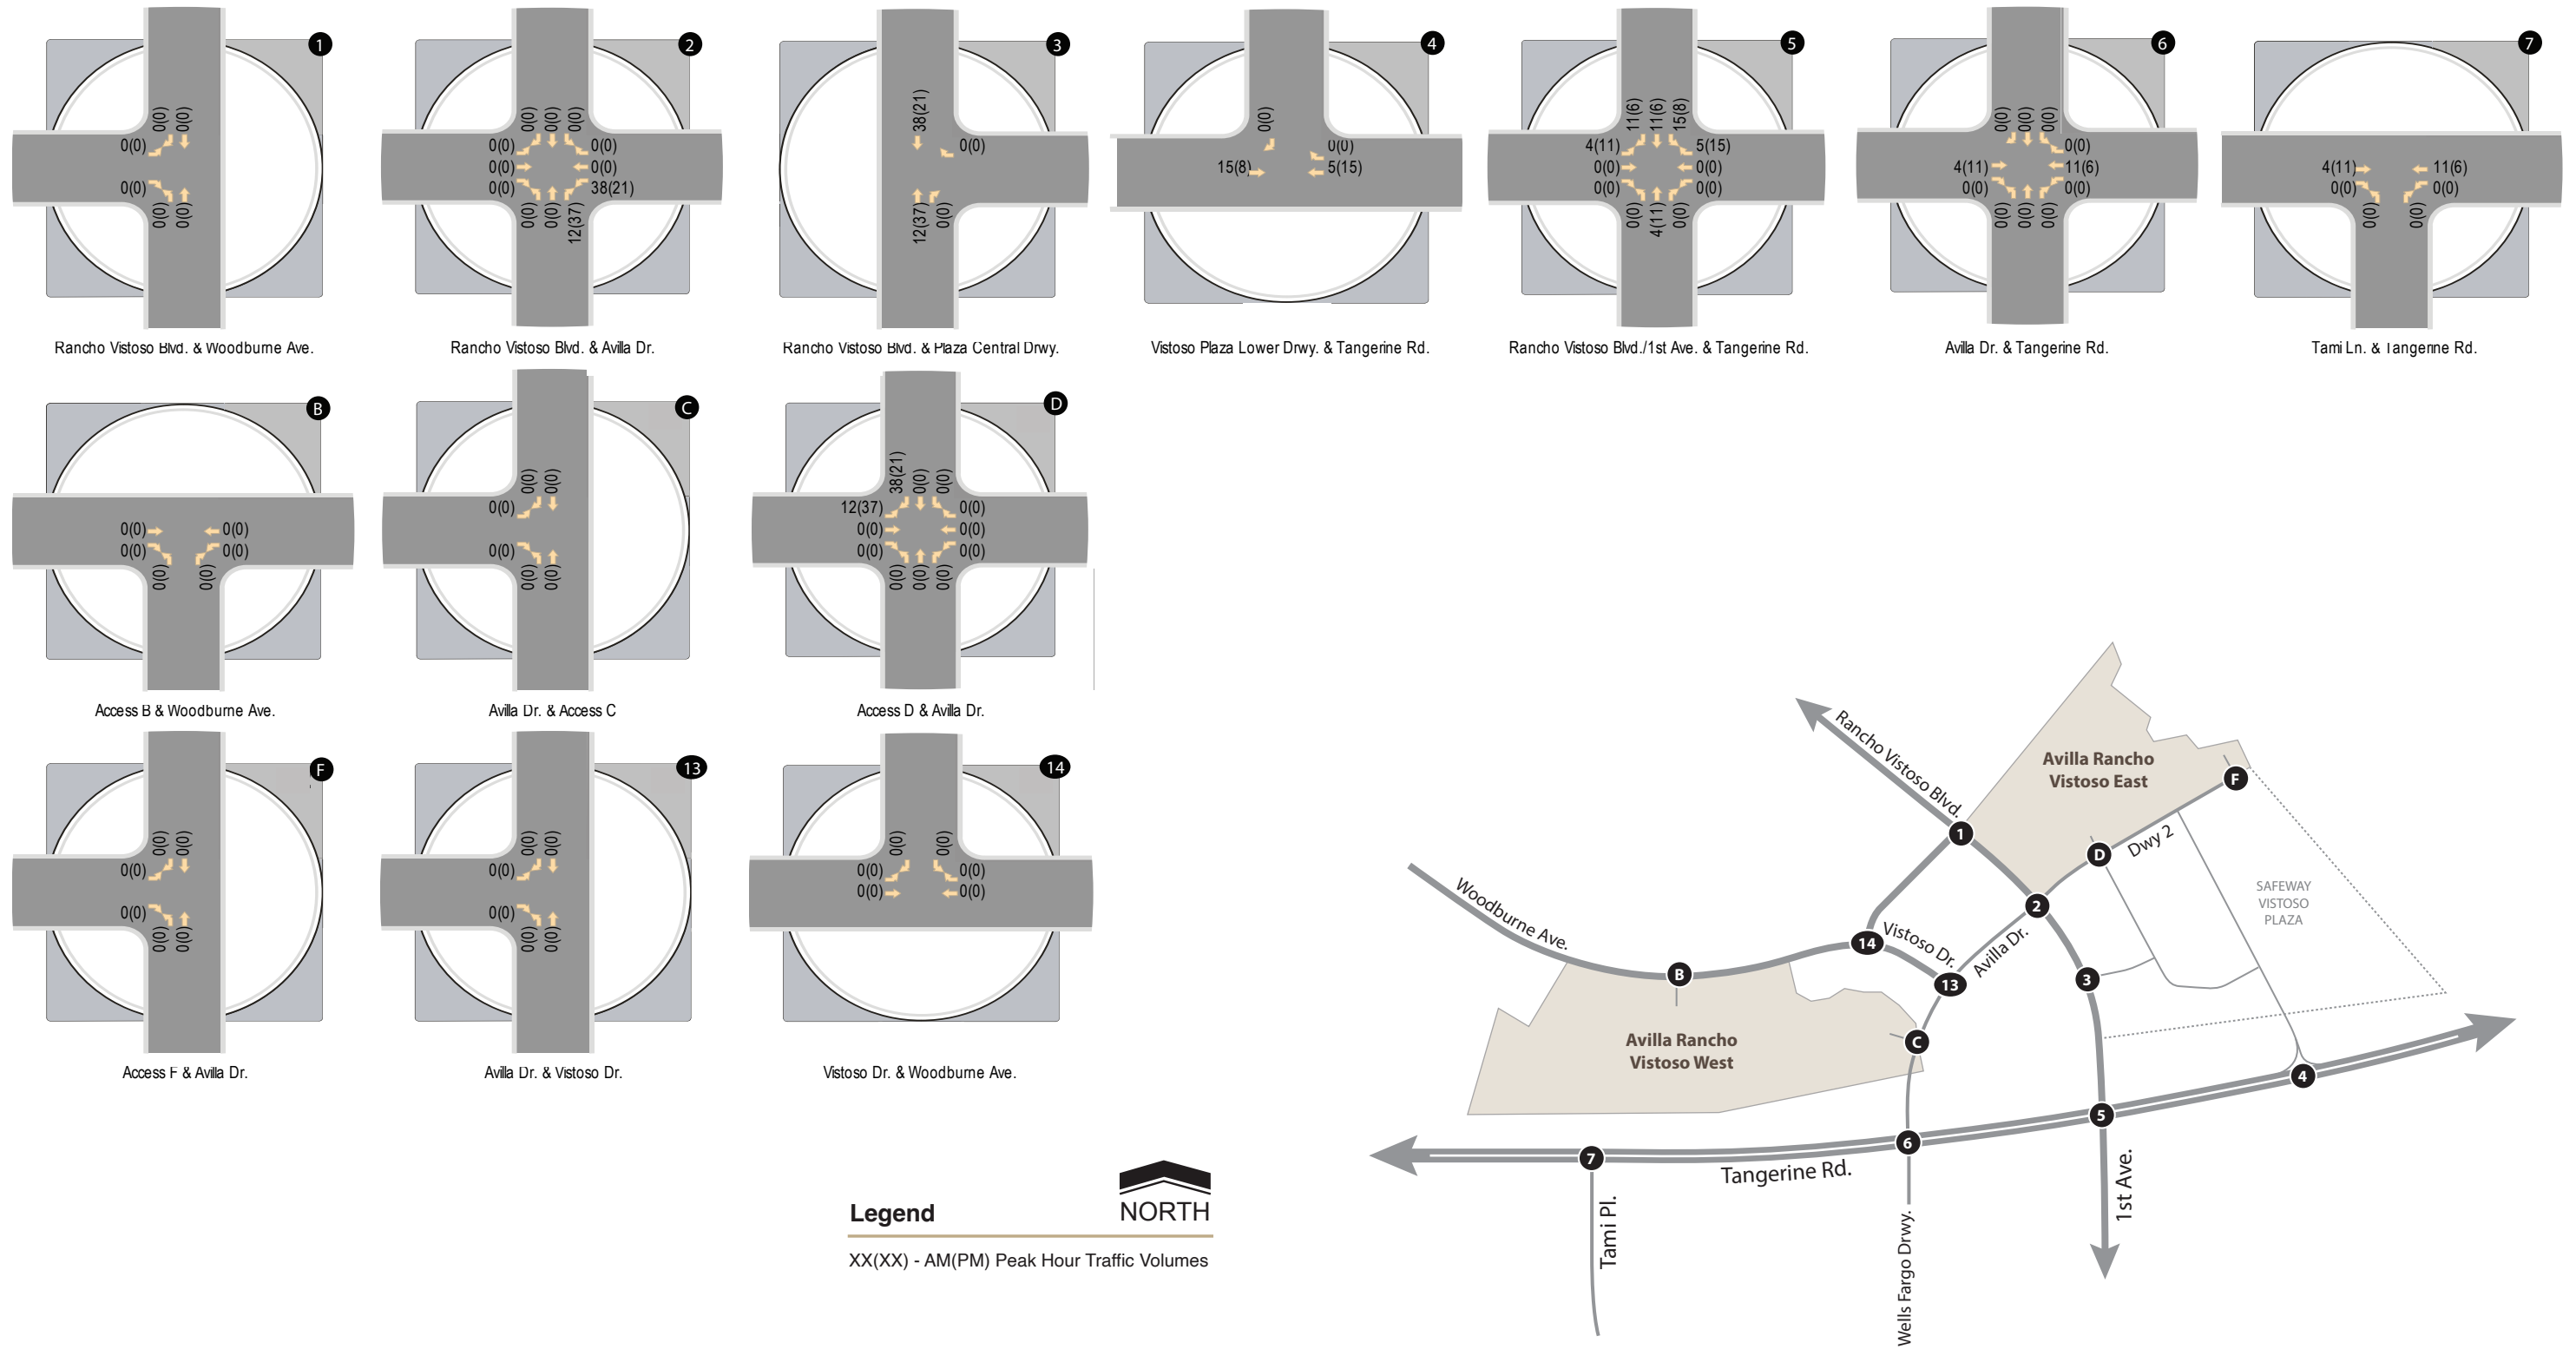 1
0(0)
0(0)
0(0)
0(0)
0(0)
0(0)
Rancho Vistoso Blvd. & Woodburne Ave.
2
0(0)
0(0)
0(0)
0(0)
0(0)
0(0)
0(0)
0(0)
38(21)
0(0)
0(0)
12(37)
Rancho Vistoso Blvd. & Avilla Dr.
3
38(21)
0(0)
12(37)
0(0)
Rancho Vistoso Blvd. & Plaza Central Drwy.
4
0(0)
0(0)
15(8)
5(15)
Vistoso Plaza Lower Drwy. & Tangerine Rd.
5
11(6)
11(6)
15(8)
4(11)
0(0)
0(0)
5(15)
0(0)
0(0)
0(0)
4(11
0(0)
Rancho Vistoso Blvd./1st Ave. & Tangerine Rd.
6
0(0)
0(0)
0(0)
0(0)
4(11)
11(6)
0(0)
0(0)
0(0)
0(0)
0(0)
Avilla Dr. & Tangerine Rd.
7
4(11)
11(6)
0(0)
0(0)
0(0)
0(0)
Tami Ln. & Tangerine Rd.
B
0(0)
0(0)
0(0)
0(0)
0(0)
0(0)
Access B & Woodburne Ave.
C
0(0)
0(0)
0(0)
0(0)
0(0)
0(0)
Avilla Dr. & Access C
D
38(21)
0(0)
0(0)
12(37)
0(0)
0(0)
0(0)
0(0)
0(0)
0(0)
0(0)
0(0)
Access D & Avilla Dr.
F
0(0)
0(0)
0(0)
0(0)
0(0)
0(0)
Access F & Avilla Dr.
13
0(0)
0(0)
0(0)
0(0)
0(0)
0(0)
Avilla Dr. & Vistoso Dr.
14
0(0)
0(0)
0(0)
0(0)
0(0)
0(0)
Vistoso Dr. & Woodburne Ave.
Legend
NORTH
XX(XX) - AM(PM) Peak Hour Traffic Volumes
Rancho Vistoso Blvd.
Avilla Rancho
Vistoso East
F
1
D
Dwy 2
2
SAFEWAY
VISTOSO
PLAZA
Woodburne Ave.
14
Vistoso Dr.
Avilla Dr.
B
13
3
Avilla Rancho
Vistoso West
C
4
5
6
7
Tangerine Rd.
Tami Pl.
Wells Fargo Drwy.
1st Ave.